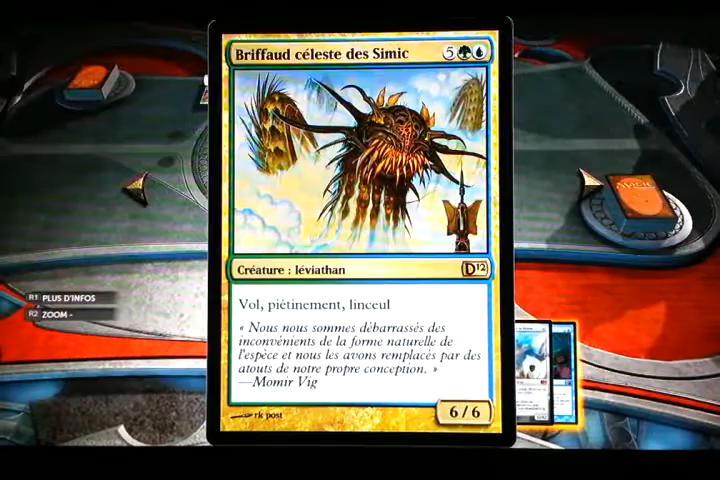 Briffaud céleste des Simic 5
Créature : léviathan
D12
Vol, piétinement, linceul
« Nous nous sommes débarrassés des
inconvénients de la forme naturelle de
l'espèce et nous les avons remplacés par des
atouts de notre propre conception. »
—Momir Vig
rk post
6 / 6
R1 PLUS D'INFOS
R2 ZOOM -
MAGIC